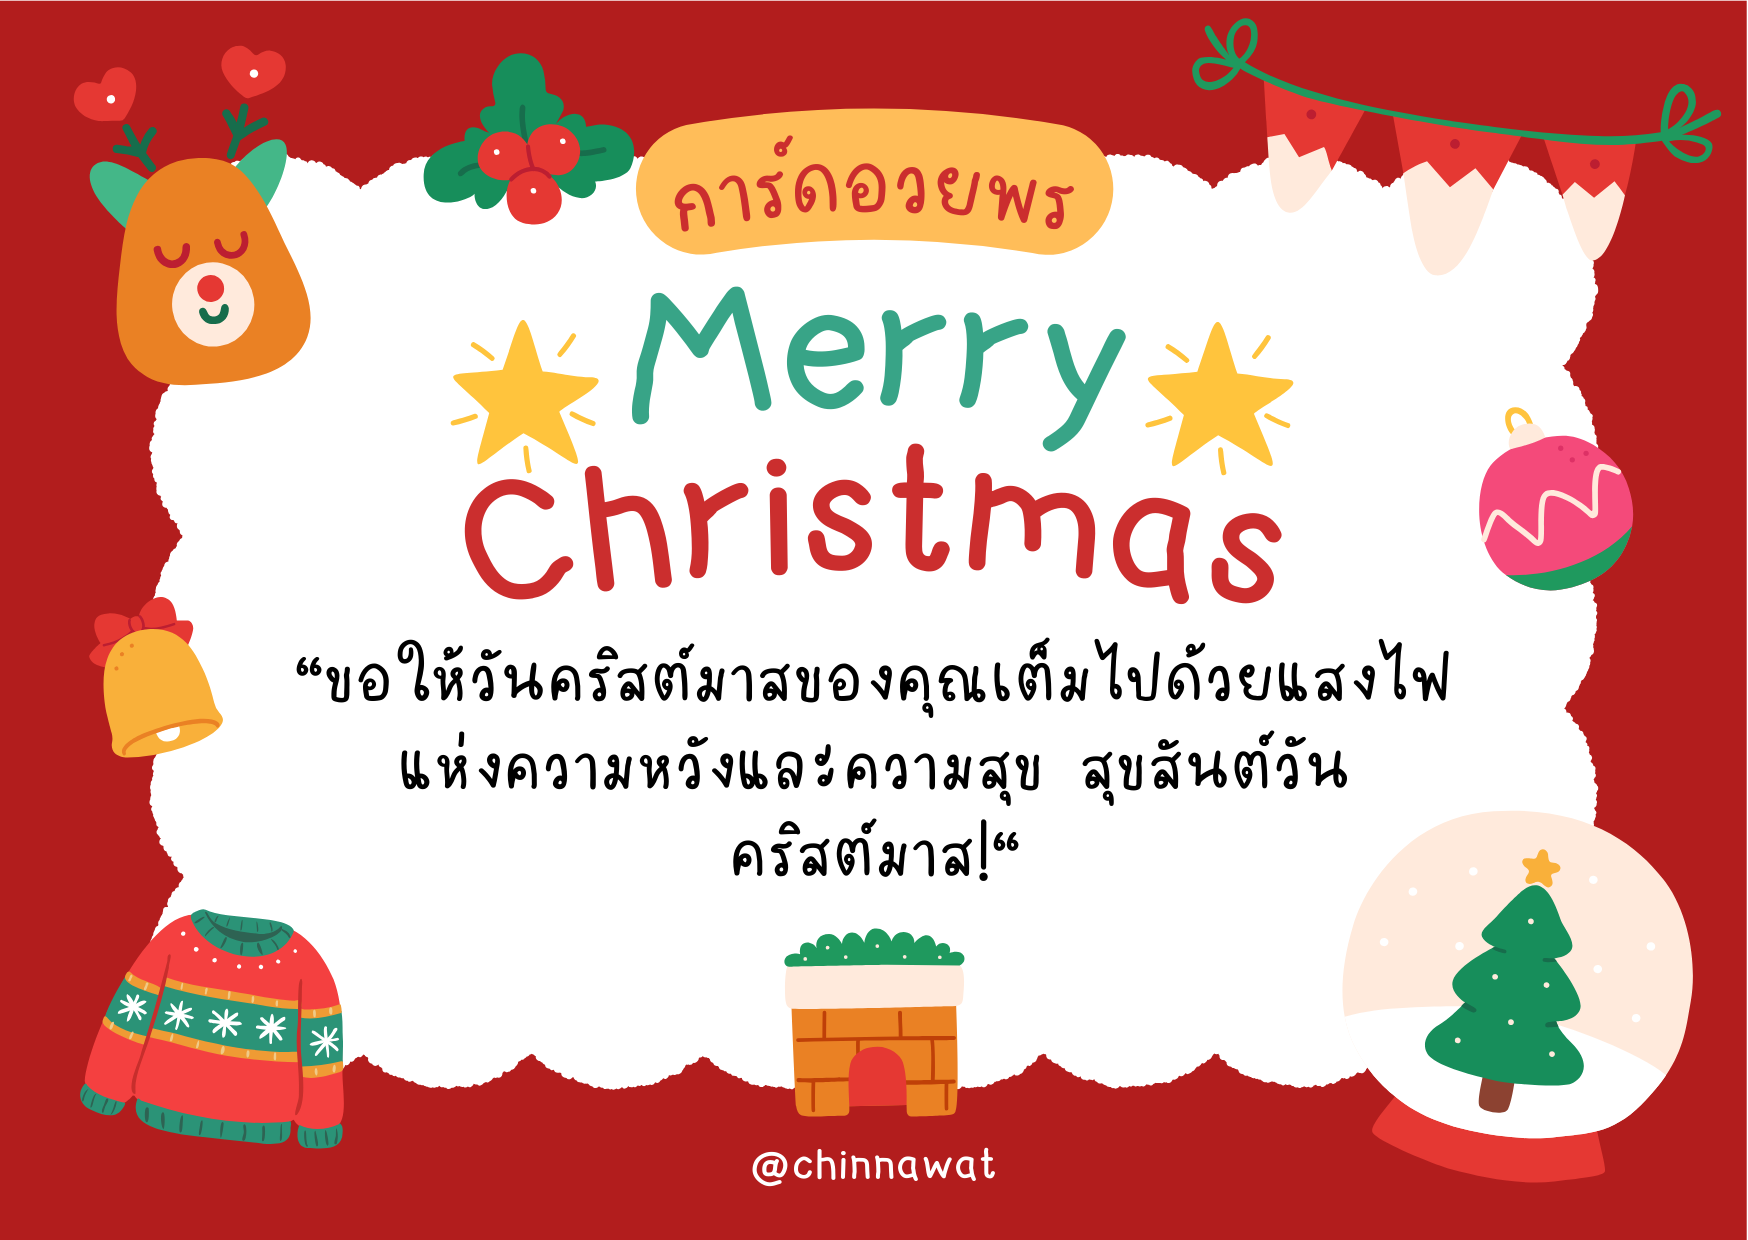 การ์ดอวยพร
Merry
Christmas
“ขอให้วันคริสต์มาสของคุณเต็มไปด้วยแสงไฟ
แห่งความหวังและความสุข สุขสันต์วัน
คริสต์มาส!“
@chinnawat